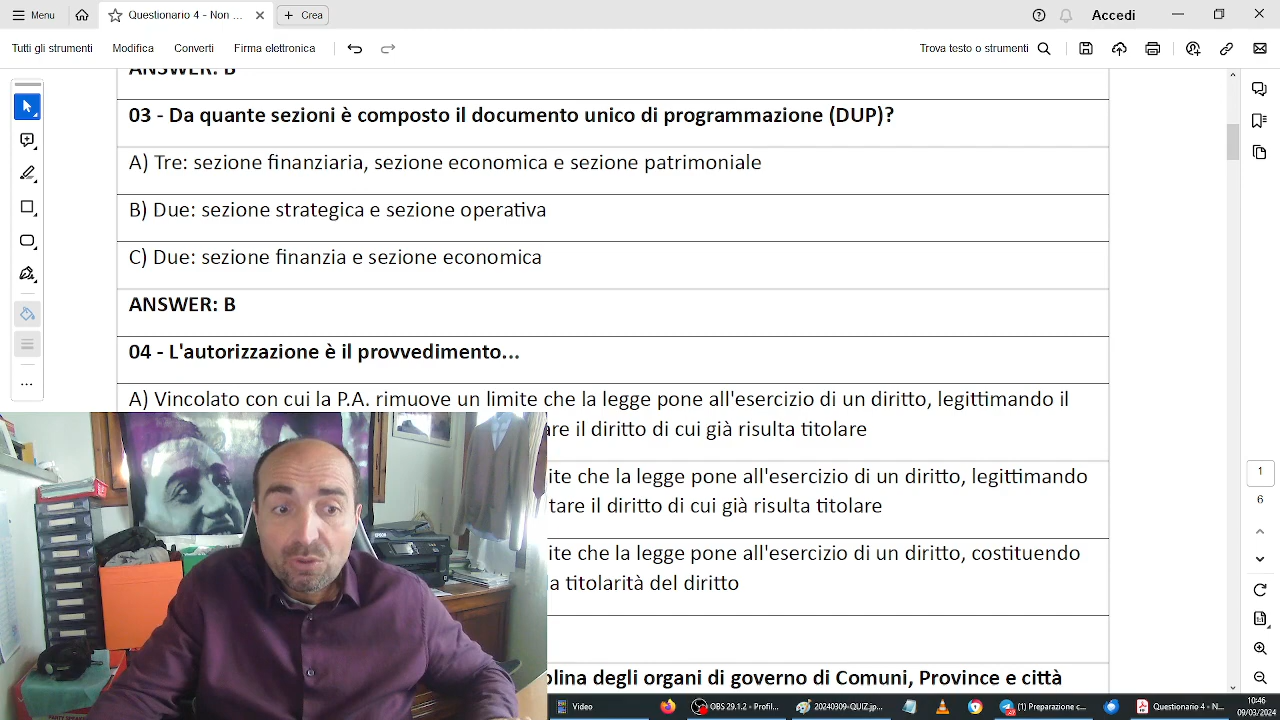 Menu
Questionario 4 - Non ...
Crea
Accedi
Tutti gli strumenti
Modifica
Converti
Firma elettronica
Trova testo o strumenti
ANSWER: B
03 - Da quante sezioni è composto il documento unico di programmazione (DUP)?
A) Tre: sezione finanziaria, sezione economica e sezione patrimoniale
B) Due: sezione strategica e sezione operativa
C) Due: sezione finanzia e sezione economica
ANSWER: B
04 - L'autorizzazione è il provvedimento...
A) Vincolato con cui la P.A. rimuove un limite che la legge pone all'esercizio di un diritto, legittimando il
are il diritto di cui già risulta titolare
ite che la legge pone all'esercizio di un diritto, legittimando
tare il diritto di cui già risulta titolare
ite che la legge pone all'esercizio di un diritto, costituendo
a titolarità del diritto
olina degli organi di governo di Comuni, Province e città
1
6
Video
OBS 29.1.2 - Profil...
20240309-QUIZ.jp...
(1) Preparazione c...
Questionario 4 - N...
10:46
09/03/2024